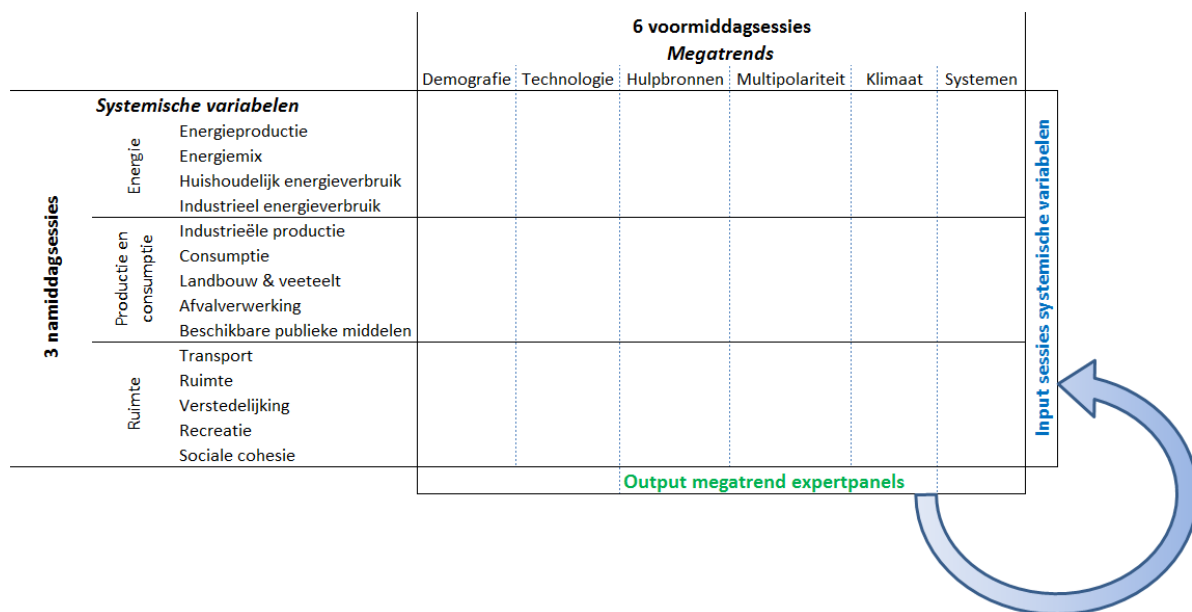 6 voormiddagsessies
Megatrends
Demografie Technologie Hulpbronnen Multipolariteit Klimaat Systemen
Systemische variabelen
3 namiddagsessies
Energie
Energieproductie
Energiemix
Huishoudelijk energieverbruik
Industrieel energieverbruik
Productie en
consumptie
Industrieële productie
Consumptie
Landbouw & veeteelt
Afvalverwerking
Beschikbare publieke middelen
Ruimte
Transport
Ruimte
Verstedelijking
Recreatie
Sociale cohesie
Input sessies systemische variabelen
Output megatrend expertpanels